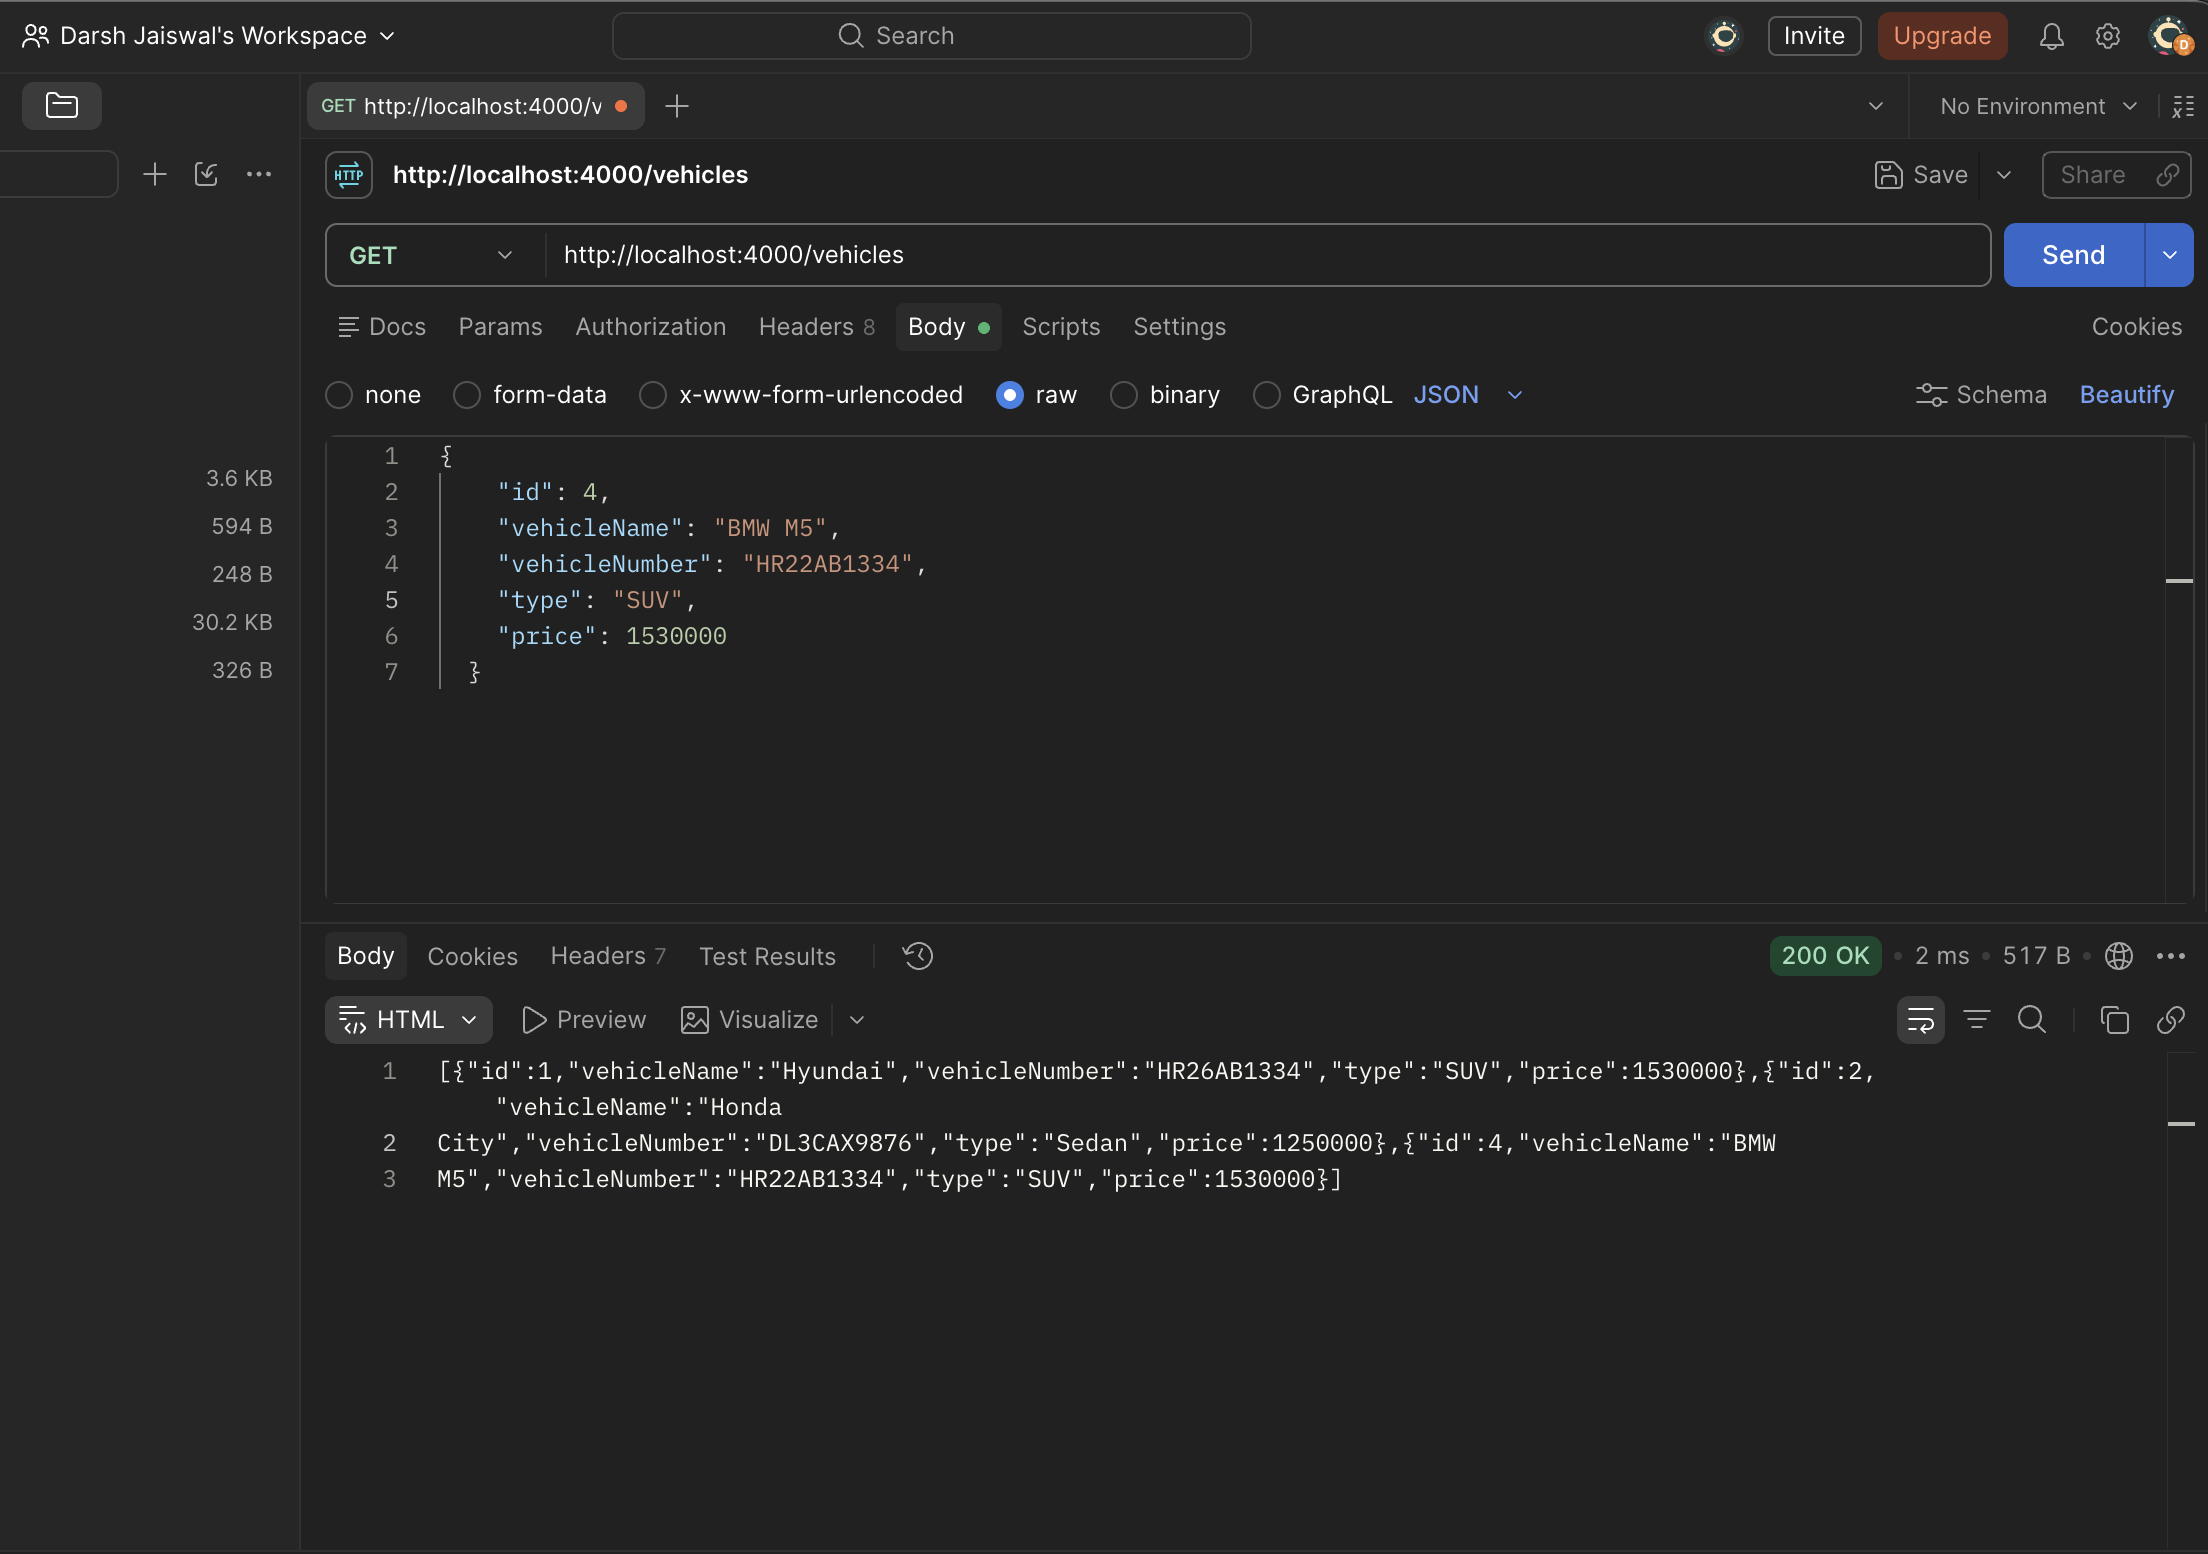 Darsh Jaiswal's Workspace
Search
Invite
Upgrade
D
GET http://localhost:4000/v
No Environment
HTTP
http://localhost:4000/vehicles
Save
Share
GET
http://localhost:4000/vehicles
Send
Docs
Params
Authorization
Headers 8
Body
Scripts
Settings
Cookies
none
form-data
x-www-form-urlencoded
raw
binary
GraphQL
JSON
Schema
Beautify
3.6 KB
594 B
248 B
30.2 KB
326 B
1 {
2 "id": 4,
3 "vehicleName": "BMW M5",
4 "vehicleNumber": "HR22AB1334",
5 "type": "SUV",
6 "price": 1530000
7 }
Body
Cookies
Headers 7
Test Results
200 OK
2 ms
517 B
HTML
Preview
Visualize
1 [{"id":1,"vehicleName":"Hyundai","vehicleNumber":"HR26AB1334","type":"SUV","price":1530000},{"id":2,
"vehicleName":"Honda
2 City","vehicleNumber":"DL3CAX9876","type":"Sedan","price":1250000},{"id":4,"vehicleName":"BMW
3 M5","vehicleNumber":"HR22AB1334","type":"SUV","price":1530000}]